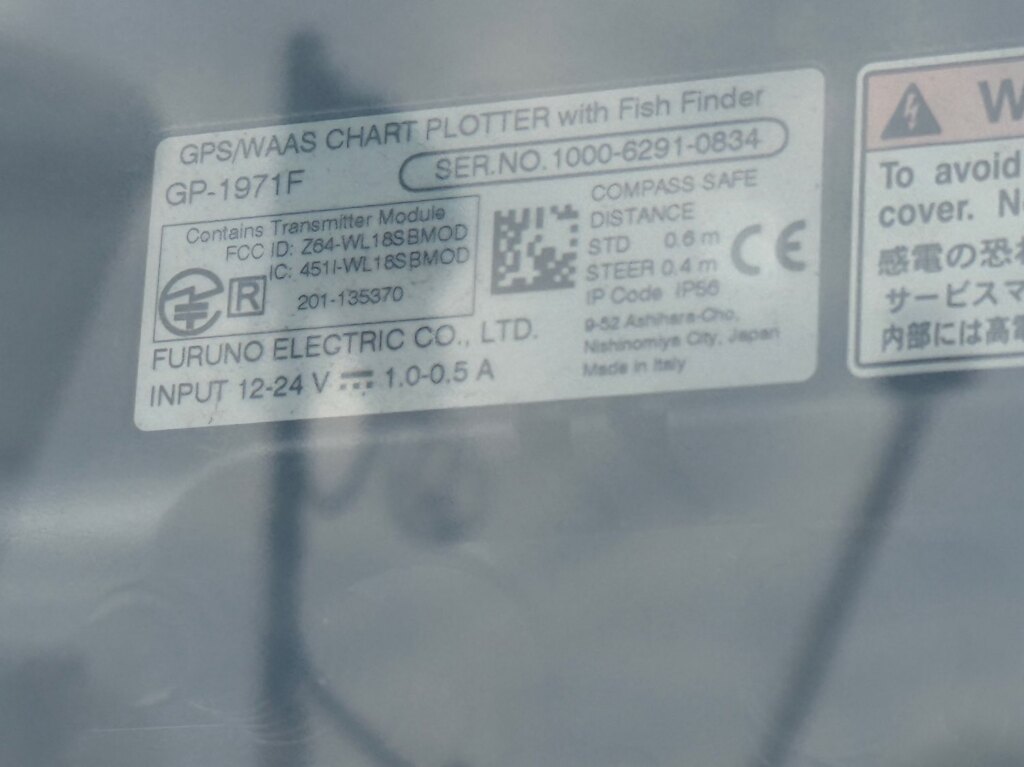 GPS/WAAS CHART PLOTTER with Fish Finder
GP-1971F
SER.NO.1000-6291-0834
Contains Transmitter Module
FCC ID: Z64-WL18SBMOD
IC: 451I-WL18SBMOD
R
201-135370
FURUNO ELECTRIC CO., LTD.
INPUT 12-24 V ⎓ 1.0-0.5 A
COMPASS SAFE
DISTANCE
STD 0.6 m
STEER 0.4 m
IP Code IP56
9-52 Ashihara-Cho,
Nishinomiya City, Japan
Made in Italy
CE
W
To avoid
cover. N
感電の恐れ
サービスマ
内部には高電